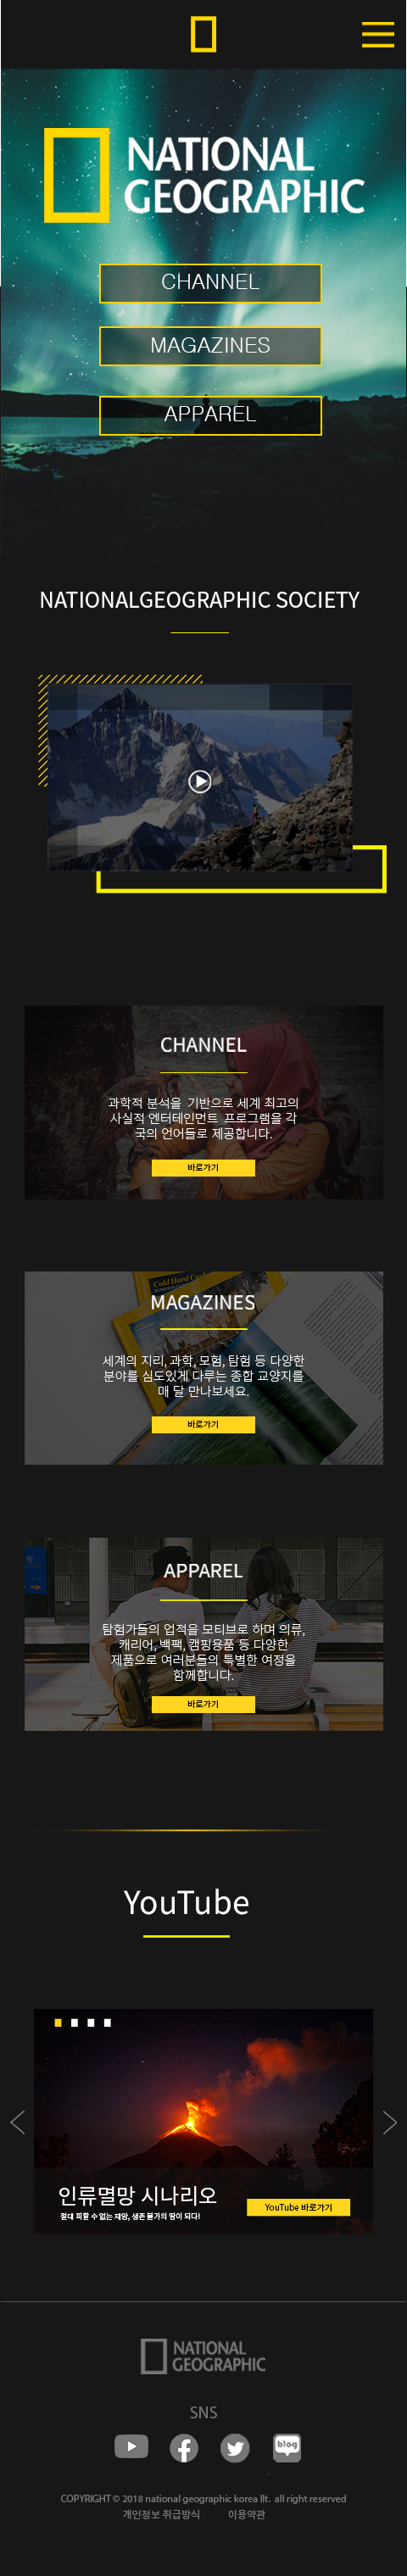 NATIONAL
GEOGRAPHIC
CHANNEL
MAGAZINES
APPAREL
NATIONALGEOGRAPHIC SOCIETY
CHANNEL
과학적 분석을 기반으로 세계 최고의
사실적 엔터테인먼트 프로그램을 각
국의 언어들로 제공합니다.
바로가기
MAGAZINES
세계의 지리, 과학, 모험, 탐험 등 다양한
분야를 심도있게 다루는 종합 교양지를
매 달 만나보세요.
바로가기
APPAREL
탐험가들의 업적을 모티브로 하며 의류,
캐리어, 백팩, 캠핑용품 등 다양한
제품으로 여러분들의 특별한 여정을
함께합니다.
바로가기
YouTube
인류멸망 시나리오
절대 피할 수 없는 재앙, 생존 불가의 땅이 되다!
YouTube 바로가기
NATIONAL
GEOGRAPHIC
SNS
blog
COPYRIGHT © 2018 national geographic korea llt. all right reserved
개인정보 취급방식 이용약관